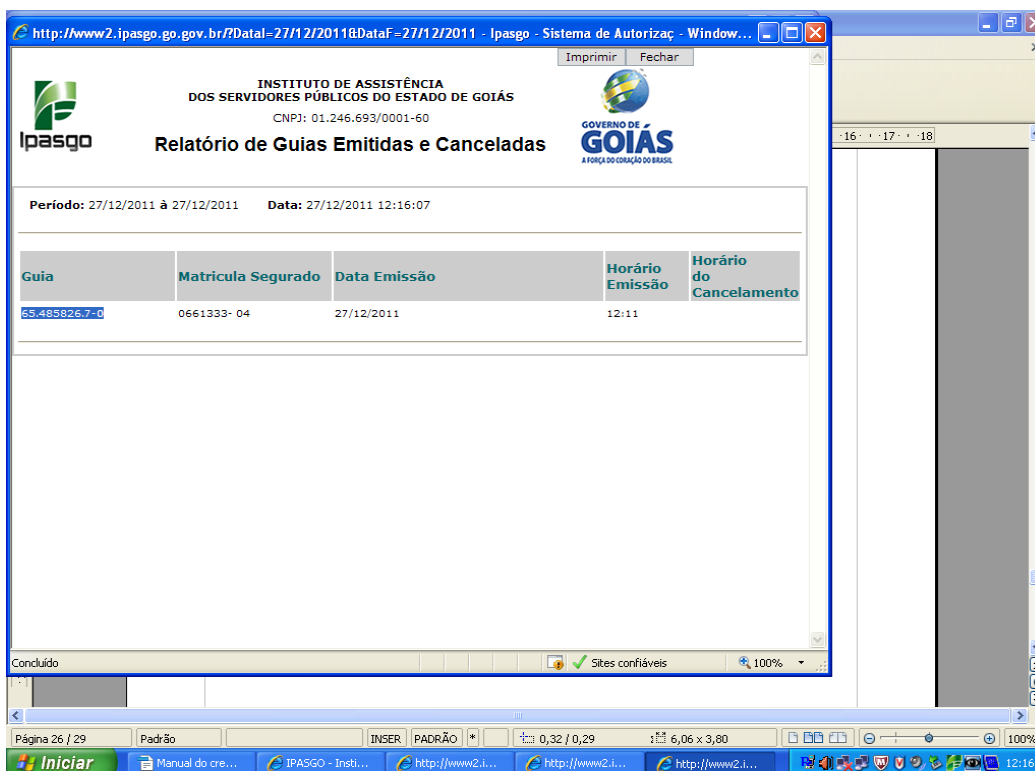 http://www2.ipasgo.go.gov.br/?DataI=27/12/2011&DataF=27/12/2011 - Ipasgo - Sistema de Autorizaç - Window...
Imprimir Fechar
Ipasgo
INSTITUTO DE ASSISTÊNCIA
DOS SERVIDORES PÚBLICOS DO ESTADO DE GOIÁS
CNPJ: 01.246.693/0001-60
Relatório de Guias Emitidas e Canceladas
GOVERNO DE
GOIÁS
A FORÇA DO CORAÇÃO DO BRASIL
·16· ı ·17· ı ·18
Período: 27/12/2011 à 27/12/2011 Data: 27/12/2011 12:16:07
Guia Matricula Segurado Data Emissão Horário Emissão Horário do Cancelamento
65.485826.7-0 0661333- 04 27/12/2011 12:11
Concluído Sites confiáveis 100%
Página 26 / 29 Padrão INSER PADRÃO * 0,32 / 0,29 6,06 x 3,80 100%
Iniciar Manual do cre... IPASGO - Insti... http://www2.i... http://www2.i... http://www2.i... 12:16